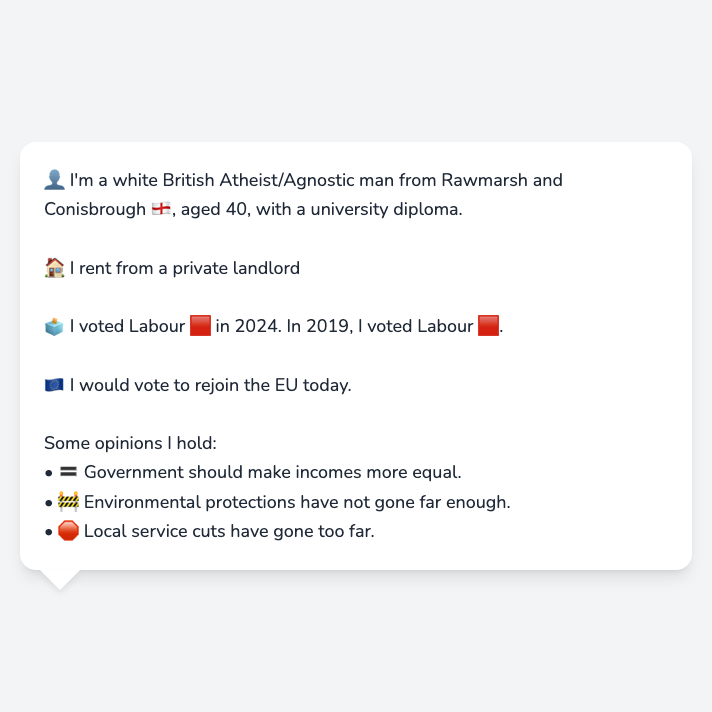 👤 I'm a white British Atheist/Agnostic man from Rawmarsh and
Conisbrough 🏴󠁧󠁢󠁥󠁮󠁧󠁿, aged 40, with a university diploma.
🏠 I rent from a private landlord
🗳️ I voted Labour 🟥 in 2024. In 2019, I voted Labour 🟥.
🇪🇺 I would vote to rejoin the EU today.
Some opinions I hold:
• 🟰 Government should make incomes more equal.
• 🚧 Environmental protections have not gone far enough.
• 🛑 Local service cuts have gone too far.